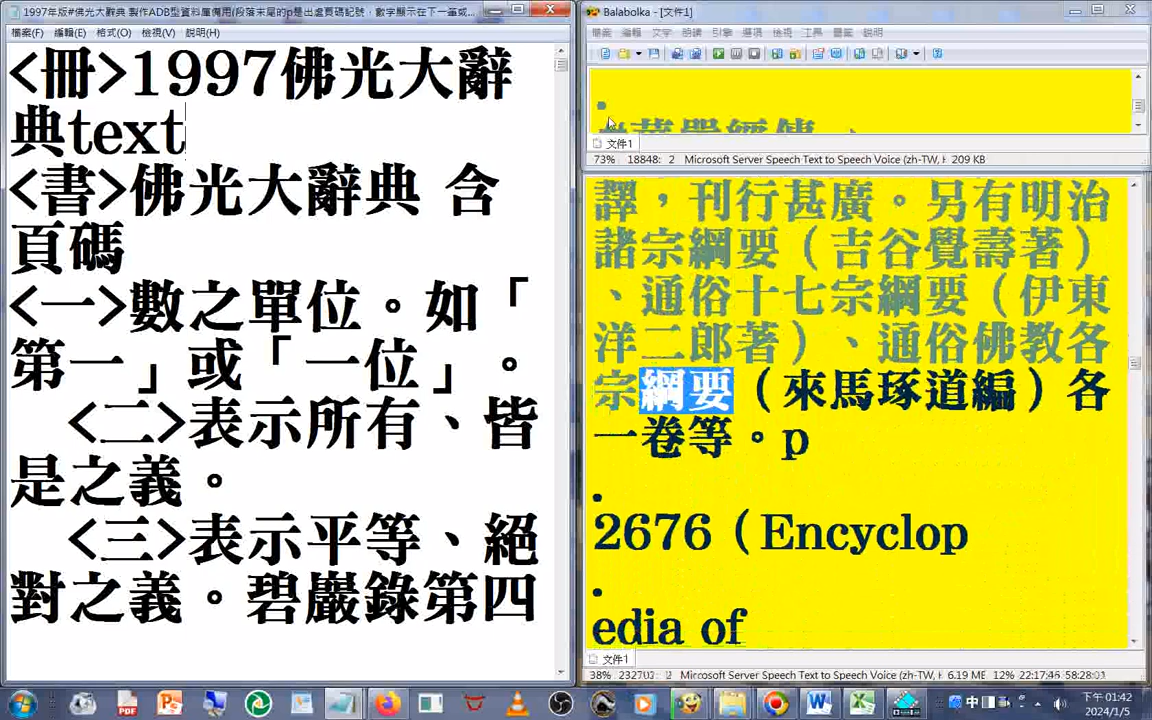 1997年版#佛光大辭典 製作ADB型資料庫備用(段落末尾的p是出處頁碼記號，數字顯示在下一筆或...
檔案(F) 編輯(E) 格式(O) 檢視(V) 說明(H)
<冊>1997佛光大辭
典text
<書>佛光大辭典 含
頁碼
<一>數之單位。如「
第一」或「一位」。
<二>表示所有、皆
是之義。
<三>表示平等、絕
對之義。碧巖錄第四
Balabolka - [文件1]
檔案 編輯 文字 朗讀 引擎 選項 檢視 工具 視窗 說明
#華嚴經傳、
文件1
73% 18848: 2 Microsoft Server Speech Text to Speech Voice (zh-TW, H 209 KB
譯，刊行甚廣。另有明治
諸宗綱要（吉谷覺壽著）
、通俗十七宗綱要（伊東
洋二郎著）、通俗佛教各
宗綱要（來馬琢道編）各
一卷等。p
.
2676（Encyclop
.
edia of
文件1
38% 232702: 2 Microsoft Server Speech Text to Speech Voice (zh-TW, H 6.19 MB 12% 22:17:46 58:28:01
PDF
中
下午 01:42
2024/1/5